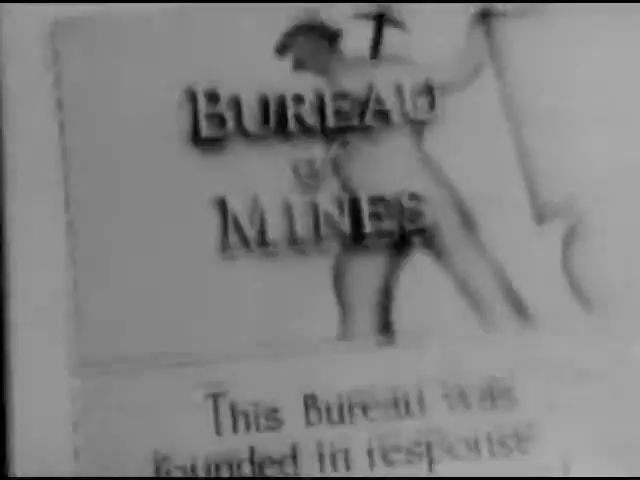 BUREAU
OF
MINES
This Bureau was
founded in response